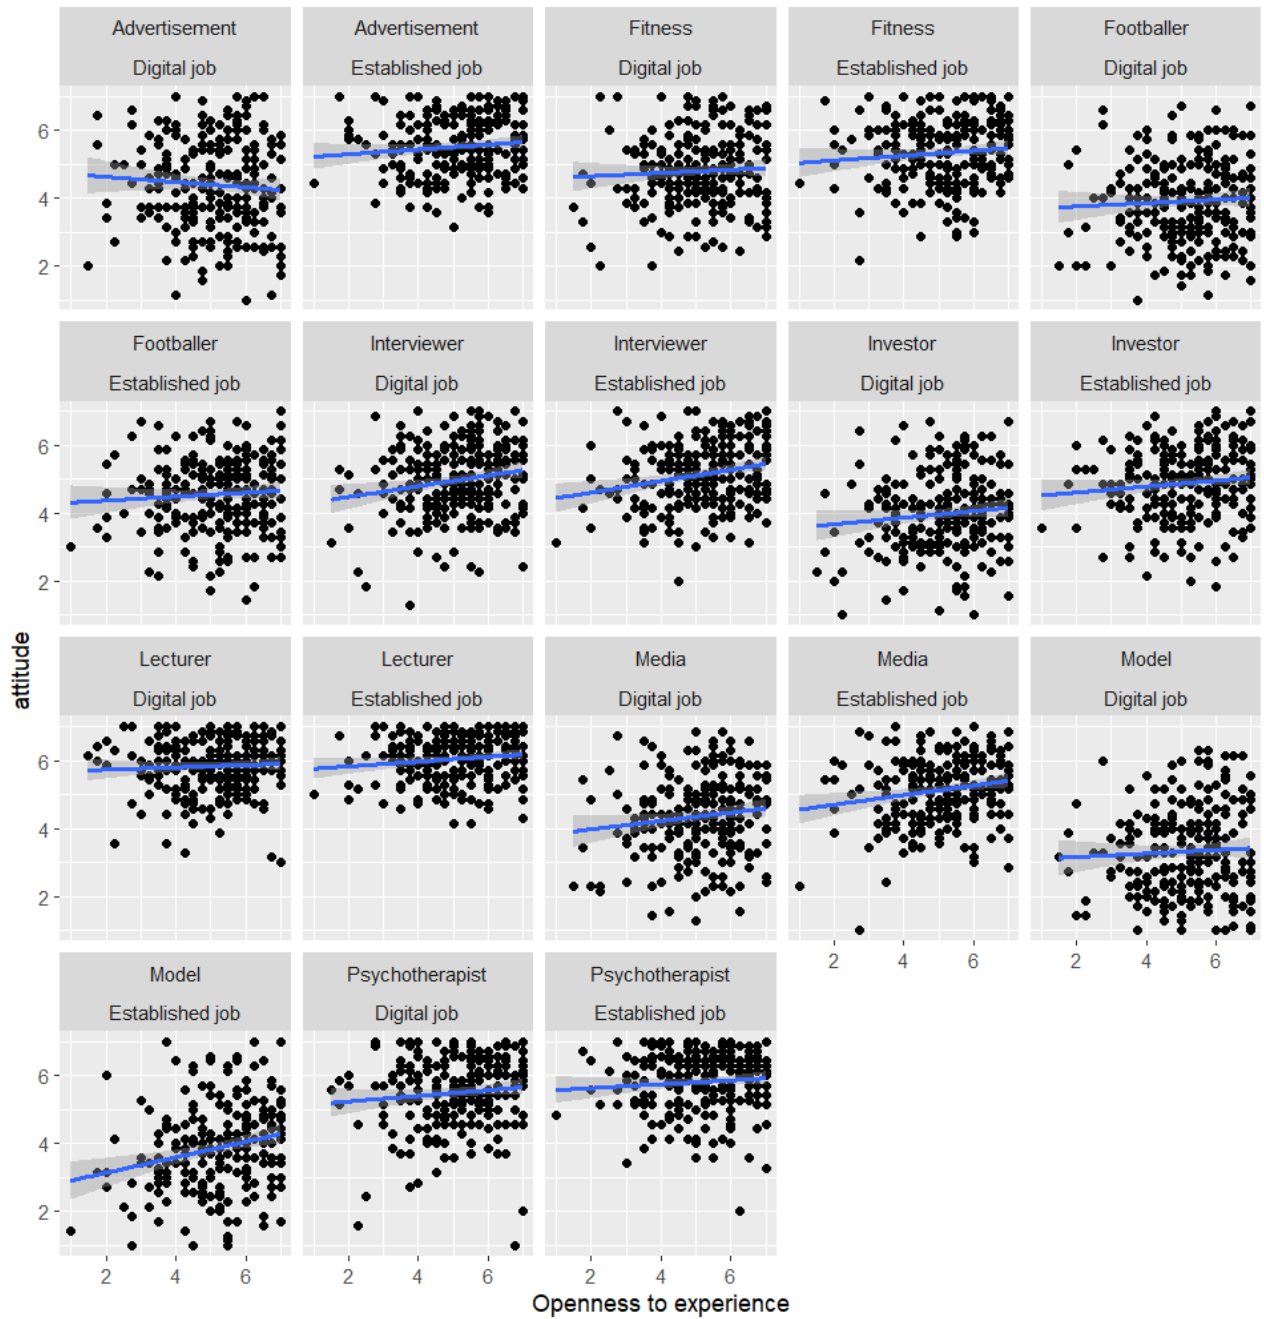 Advertisement
Digital job
Advertisement
Established job
Fitness
Digital job
Fitness
Established job
Footballer
Digital job
6
4
2
Footballer
Established job
Interviewer
Digital job
Interviewer
Established job
Investor
Digital job
Investor
Established job
6
4
2
attitude
Lecturer
Digital job
Lecturer
Established job
Media
Digital job
Media
Established job
Model
Digital job
6
4
2
2 4 6
2 4 6
Model
Established job
Psychotherapist
Digital job
Psychotherapist
Established job
6
4
2
2 4 6
2 4 6
2 4 6
Openness to experience